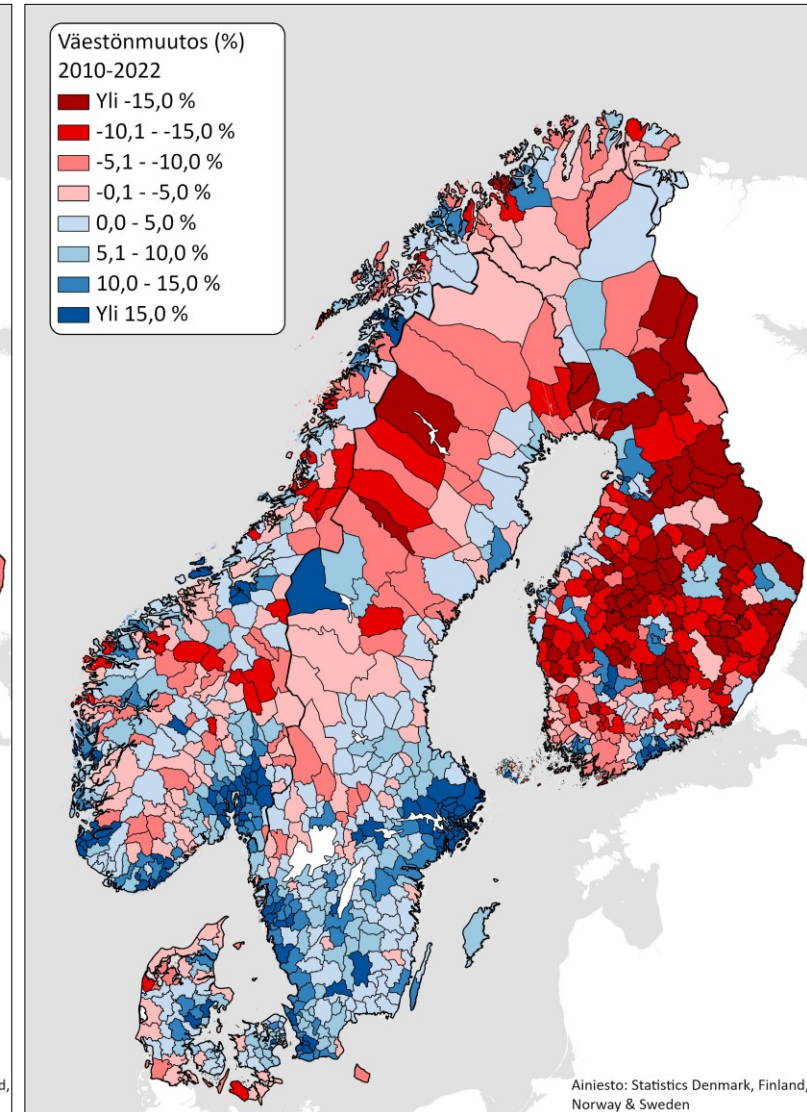 Väestönmuutos (%)
2010-2022
Yli -15,0 %
-10,1 - -15,0 %
-5,1 - -10,0 %
-0,1 - -5,0 %
0,0 - 5,0 %
5,1 - 10,0 %
10,0 - 15,0 %
Yli 15,0 %
d,
Ainiesto: Statistics Denmark, Finland,
Norway & Sweden